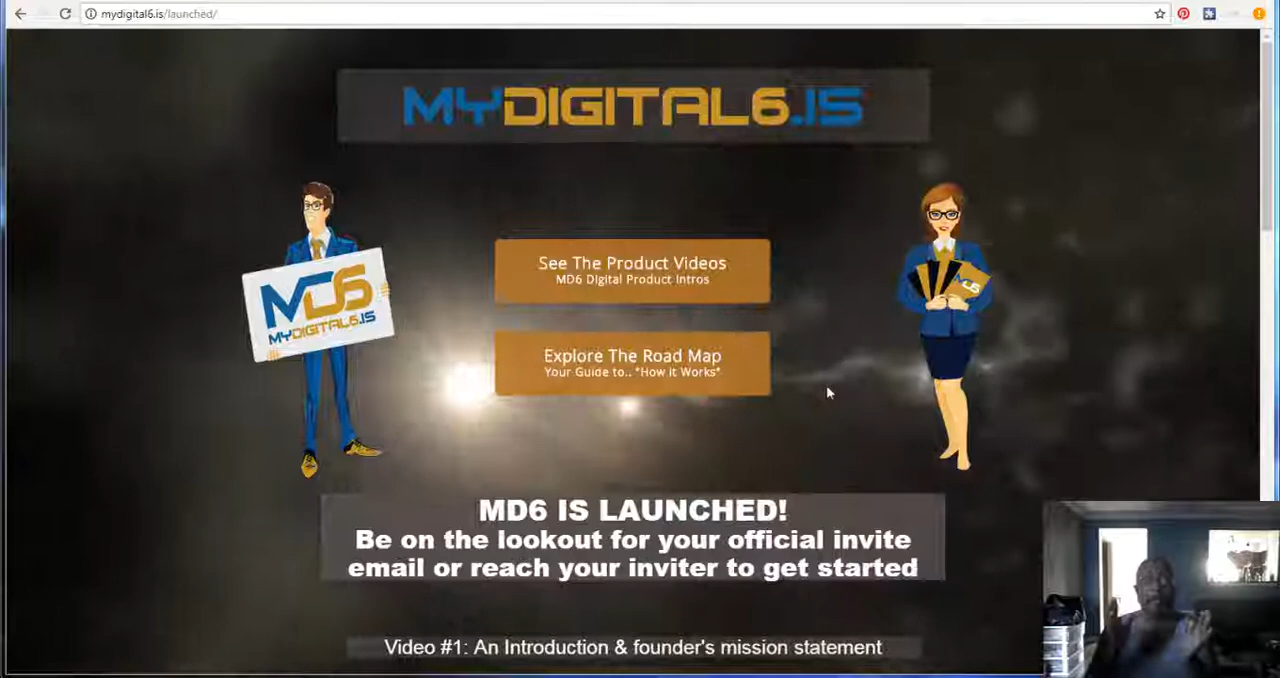 mydigital6.is/launched/
MYDIGITAL6.IS
See The Product Videos
MD6 Digital Product Intros
MD6
MYDIGITAL6.IS
Explore The Road Map
Your Guide to.. "How it Works"
MD6 IS LAUNCHED!
Be on the lookout for your official invite
email or reach your inviter to get started
Video #1: An Introduction & founder's mission statement